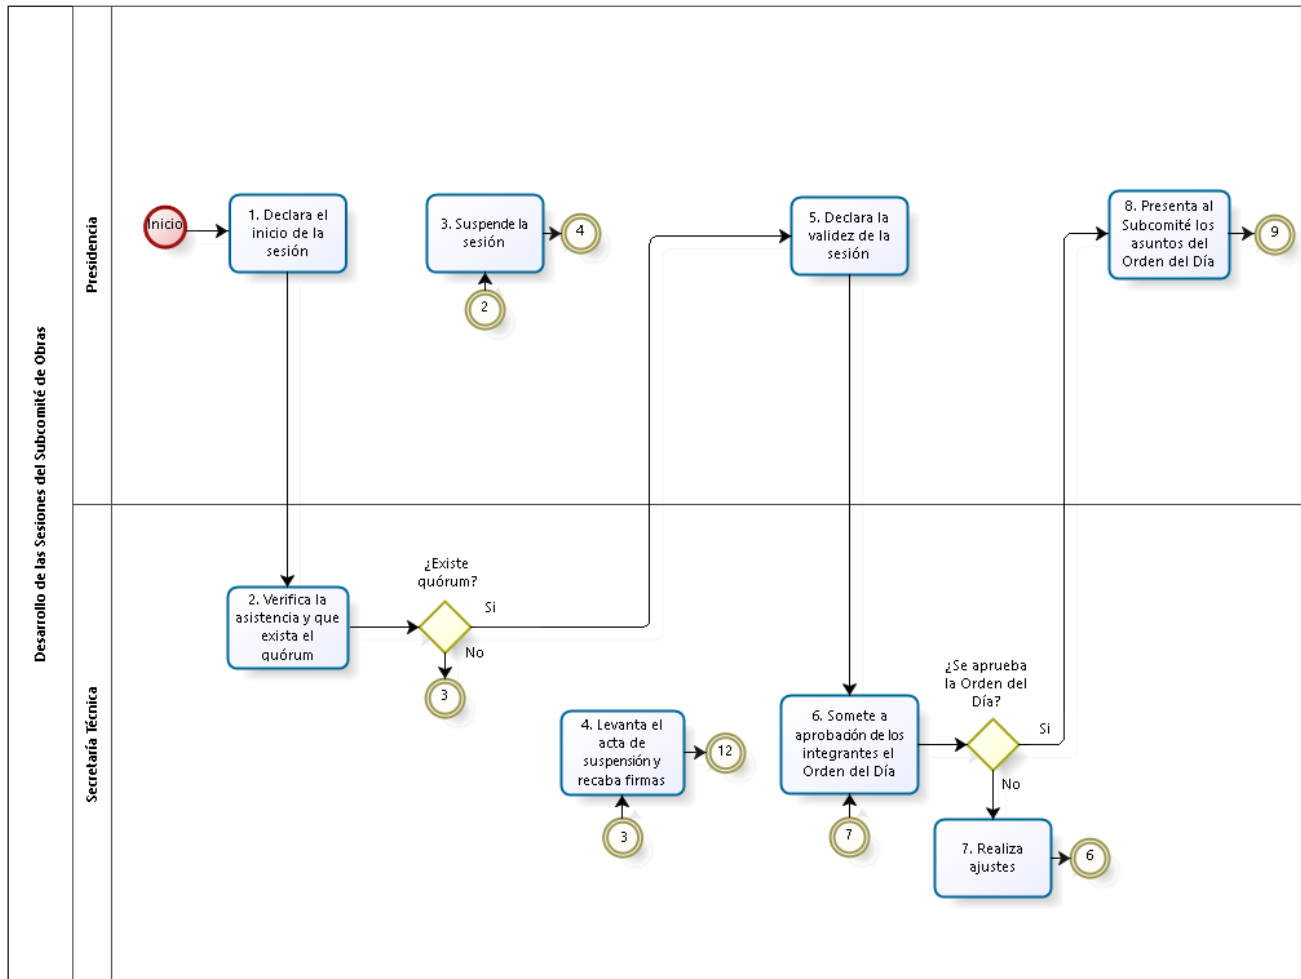 Desarrollo de las Sesiones del Subcomité de Obras
Presidencia
Inicio
1. Declara el
inicio de la
sesión
3. Suspende la
sesión
4
2
5. Declara la
validez de la
sesión
8. Presenta al
Subcomité los
asuntos del
Orden del Día
9
Secretaría Técnica
2. Verifica la
asistencia y que
exista el
quórum
¿Existe
quórum?
Si
No
3
4. Levanta el
acta de
suspensión y
recaba firmas
12
3
6. Somete a
aprobación de los
integrantes el
Orden del Día
7
¿Se aprueba
la Orden del
Día?
Si
No
7. Realiza
ajustes
6